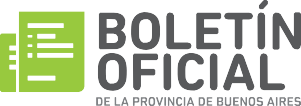 BOLETÍN
OFICIAL
DE LA PROVINCIA DE BUENOS AIRES